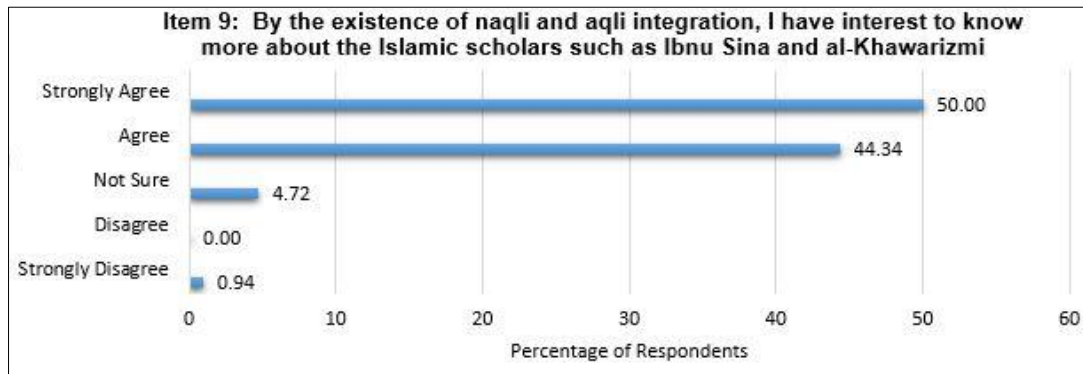 Item 9: By the existence of naqli and aqli integration, I have interest to know
more about the Islamic scholars such as Ibnu Sina and al-Khawarizmi
Strongly Agree
50.00
Agree
44.34
Not Sure
4.72
Disagree
0.00
Strongly Disagree
0.94
0 10 20 30 40 50 60
Percentage of Respondents